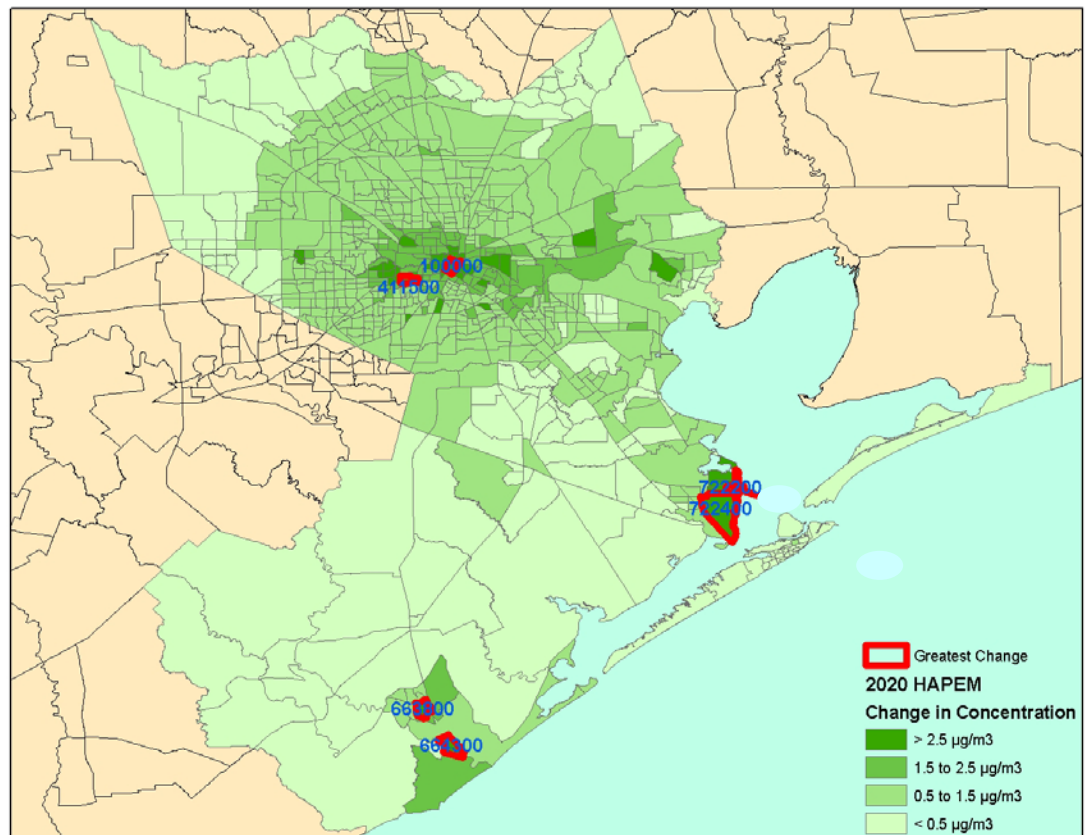 100000
411500
722200
722400
663800
664300
Greatest Change
2020 HAPEM
Change in Concentration
> 2.5 µg/m3
1.5 to 2.5 µg/m3
0.5 to 1.5 µg/m3
< 0.5 µg/m3